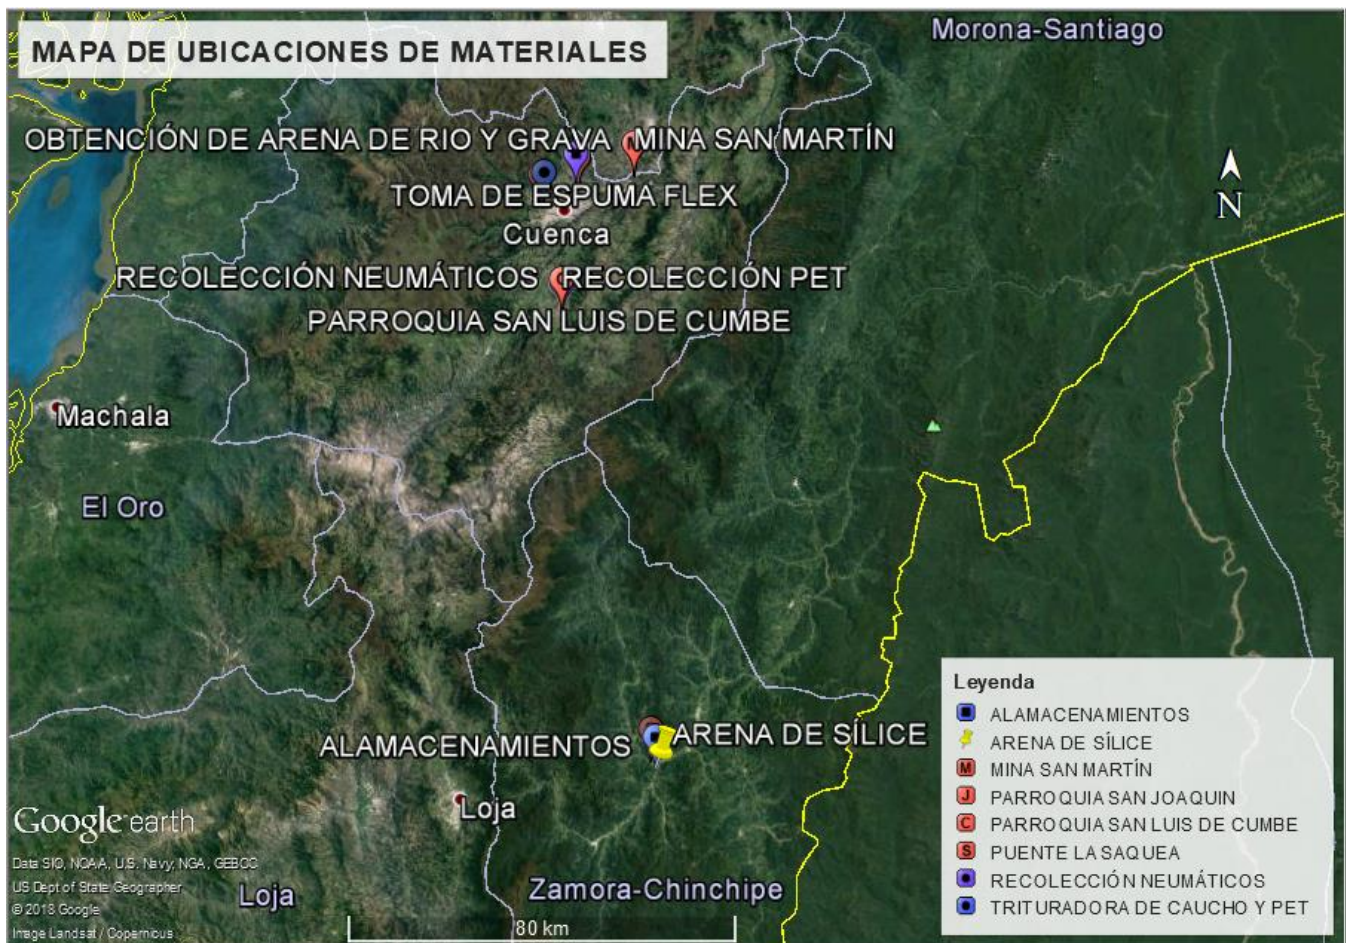 Morona-Santiago
MAPA DE UBICACIONES DE MATERIALES
OBTENCIÓN DE ARENA DE RIO Y GRAVA
MINA SAN MARTÍN
TOMA DE ESPUMA FLEX
Cuenca
N
RECOLECCIÓN NEUMÁTICOS
RECOLECCIÓN PET
PARROQUIA SAN LUIS DE CUMBE
Machala
El Oro
ALAMACENAMIENTOS
ARENA DE SÍLICE
Loja
Loja
Zamora-Chinchipe
80 km
Google earth
Data SIO, NOAA, U.S. Navy, NGA, GEBCO
US Dept of State Geographer
© 2018 Google
Image Landsat / Copernicus
Leyenda
ALAMACENAMIENTOS
ARENA DE SÍLICE
M MINA SAN MARTÍN
J PARROQUIA SAN JOAQUIN
C PARROQUIA SAN LUIS DE CUMBE
S PUENTE LA SAQUEA
RECOLECCIÓN NEUMÁTICOS
TRITURADORA DE CAUCHO Y PET